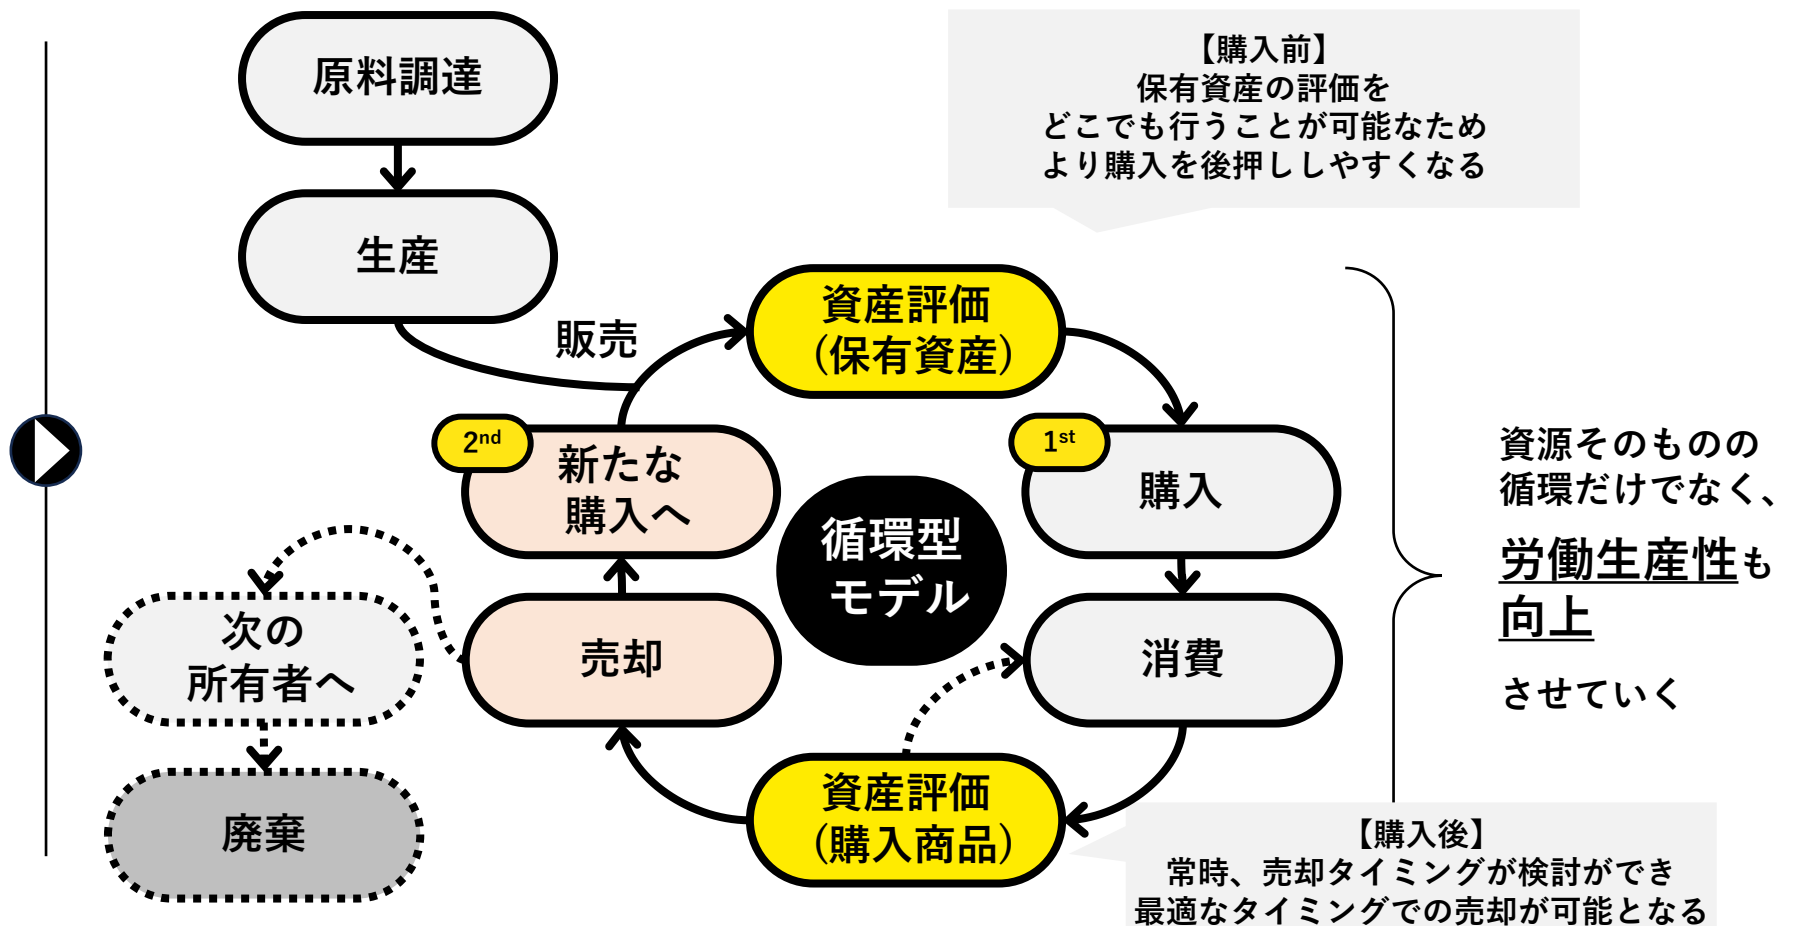 原料調達
生産
販売
【購入前】
保有資産の評価を
どこでも行うことが可能なため
より購入を後押ししやすくなる
資産評価
（保有資産）
1st
購入
2nd
新たな
購入へ
循環型
モデル
売却
消費
次の
所有者へ
廃棄
資産評価
（購入商品）
【購入後】
常時、売却タイミングが検討ができ
最適なタイミングでの売却が可能となる
資源そのものの
循環だけでなく、
労働生産性も
向上
させていく